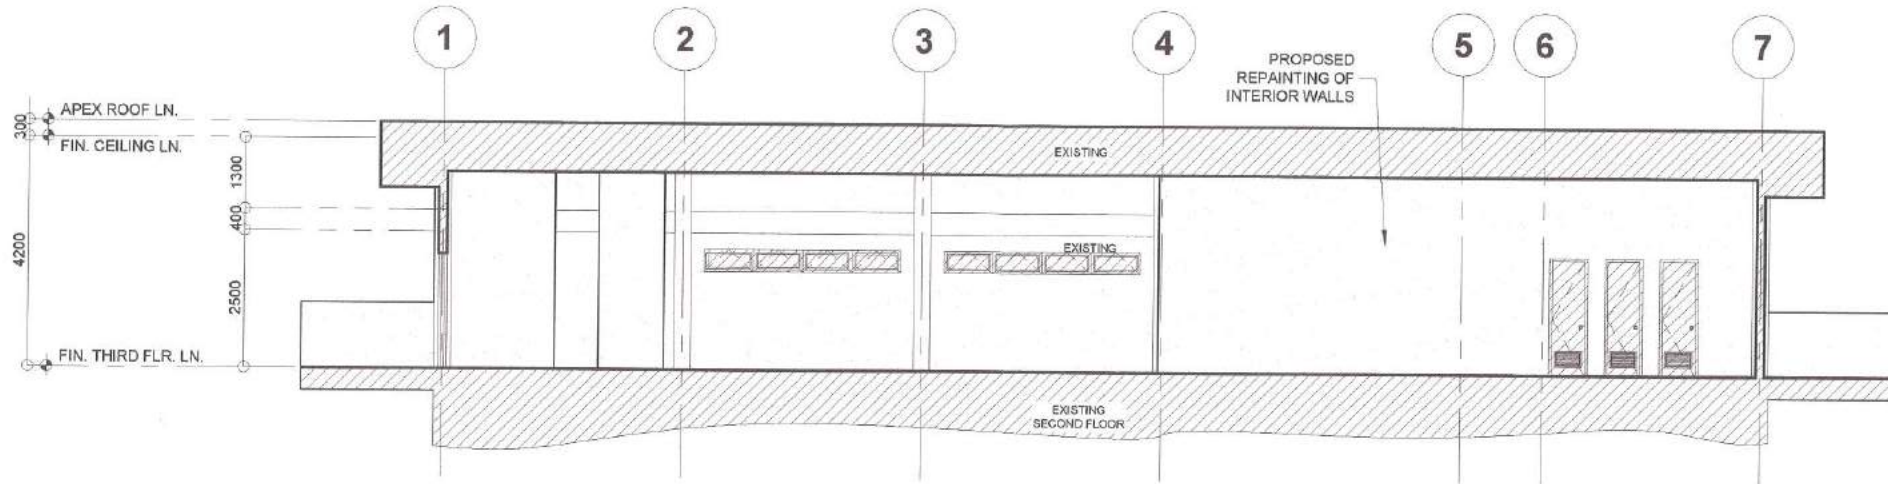 1
2
3
4
5
6
7
PROPOSED
REPAINTING OF
INTERIOR WALLS
APEX ROOF LN.
300
FIN. CEILING LN.
EXISTING
1300
400
4200
EXISTING
2500
FIN. THIRD FLR. LN.
EXISTING
SECOND FLOOR